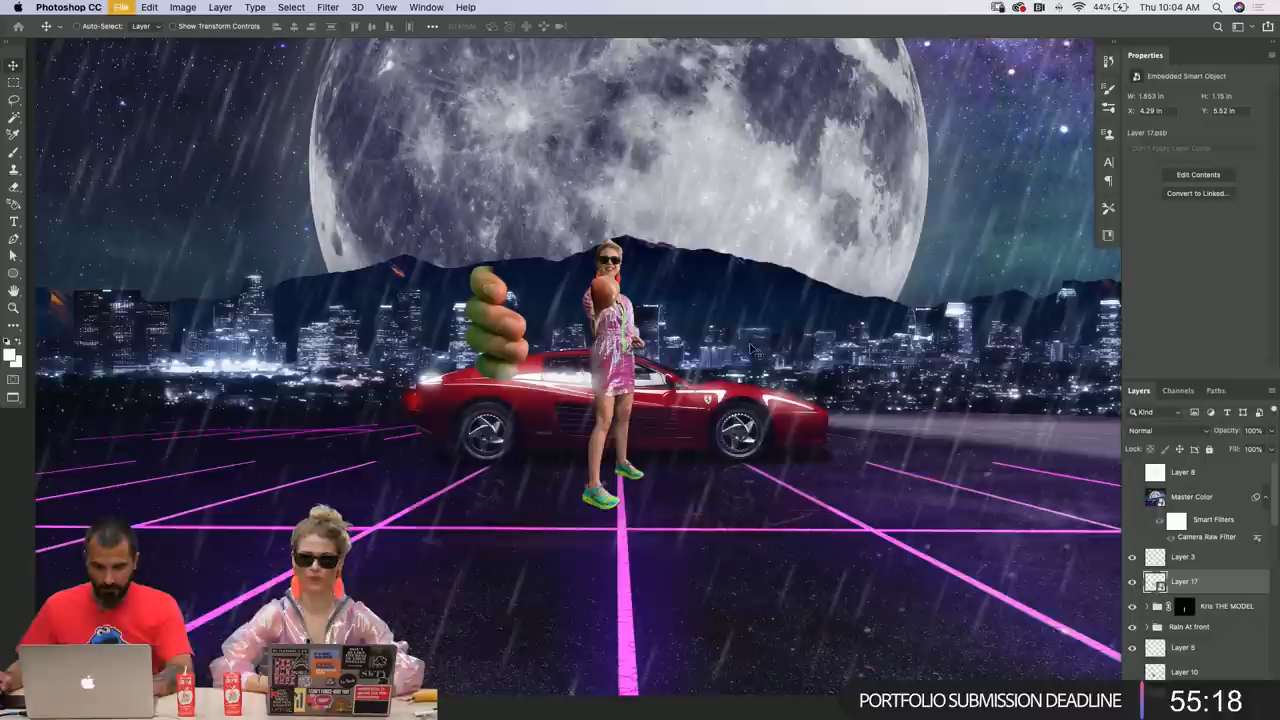 Photoshop CC File Edit Image Layer Type Select Filter 3D View Window Help 44% Thu 10:04 AM
Auto-Select: Layer Show Transform Controls
Properties
Embedded Smart Object
W: 1.653 in H: 1.15 in
X: 4.29 in Y: 5.52 in
Layer 17.psb
Don't Apply Layer Comp
Edit Contents
Convert to Linked...
Layers Channels Paths
Kind
Normal Opacity: 100%
Lock: Fill: 100%
Layer 8
Master Color
Smart Filters
Camera Raw Filter
Layer 3
Layer 17
Kris THE MODEL
Rain At front
Layer 5
Layer 10
PORTFOLIO SUBMISSION DEADLINE 55:18